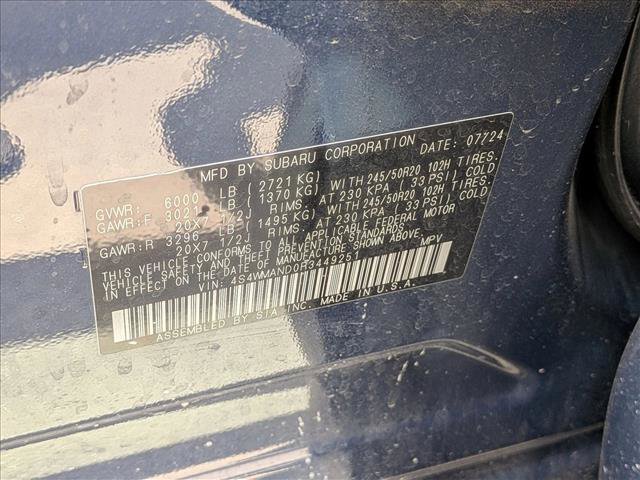 MFD BY SUBARU CORPORATION DATE: 07/24
GVWR: 6000 LB ( 2721 KG)
GAWR:F 3021 LB ( 1370 KG) WITH 245/50R20 102H TIRES,
20X7 1/2J RIMS, AT 230 KPA ( 33 PSI) COLD
GAWR:R 3296 LB ( 1495 KG) WITH 245/50R20 102H TIRES,
20X7 1/2J RIMS, AT 230 KPA ( 33 PSI) COLD
THIS VEHICLE CONFORMS TO ALL APPLICABLE FEDERAL MOTOR
VEHICLE SAFETY AND THEFT PREVENTION STANDARDS
IN EFFECT ON THE DATE OF MANUFACTURE SHOWN ABOVE.
VIN: 4S4WMAND0R3449251 MPV
ASSEMBLED BY SIA INC. MADE IN U.S.A.